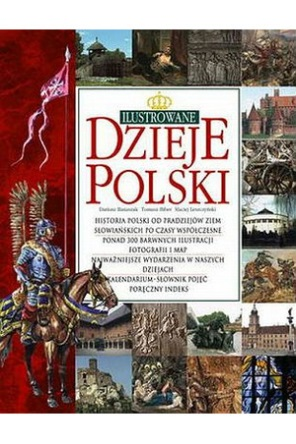 ILUSTROWANE
DZIEJE
POLSKI
Dariusz Banaszak Tomasz Biber Maciej Leszczyński
HISTORIA POLSKI OD PRADZIEJÓW ZIEM
SŁOWIAŃSKICH PO CZASY WSPÓŁCZESNE
PONAD 300 BARWNYCH ILUSTRACJI
FOTOGRAFII I MAP
NAJWAŻNIEJSZE WYDARZENIA W NASZYCH
DZIEJACH
KALENDARIUM-SŁOWNIK POJĘĆ
PORĘCZNY INDEKS